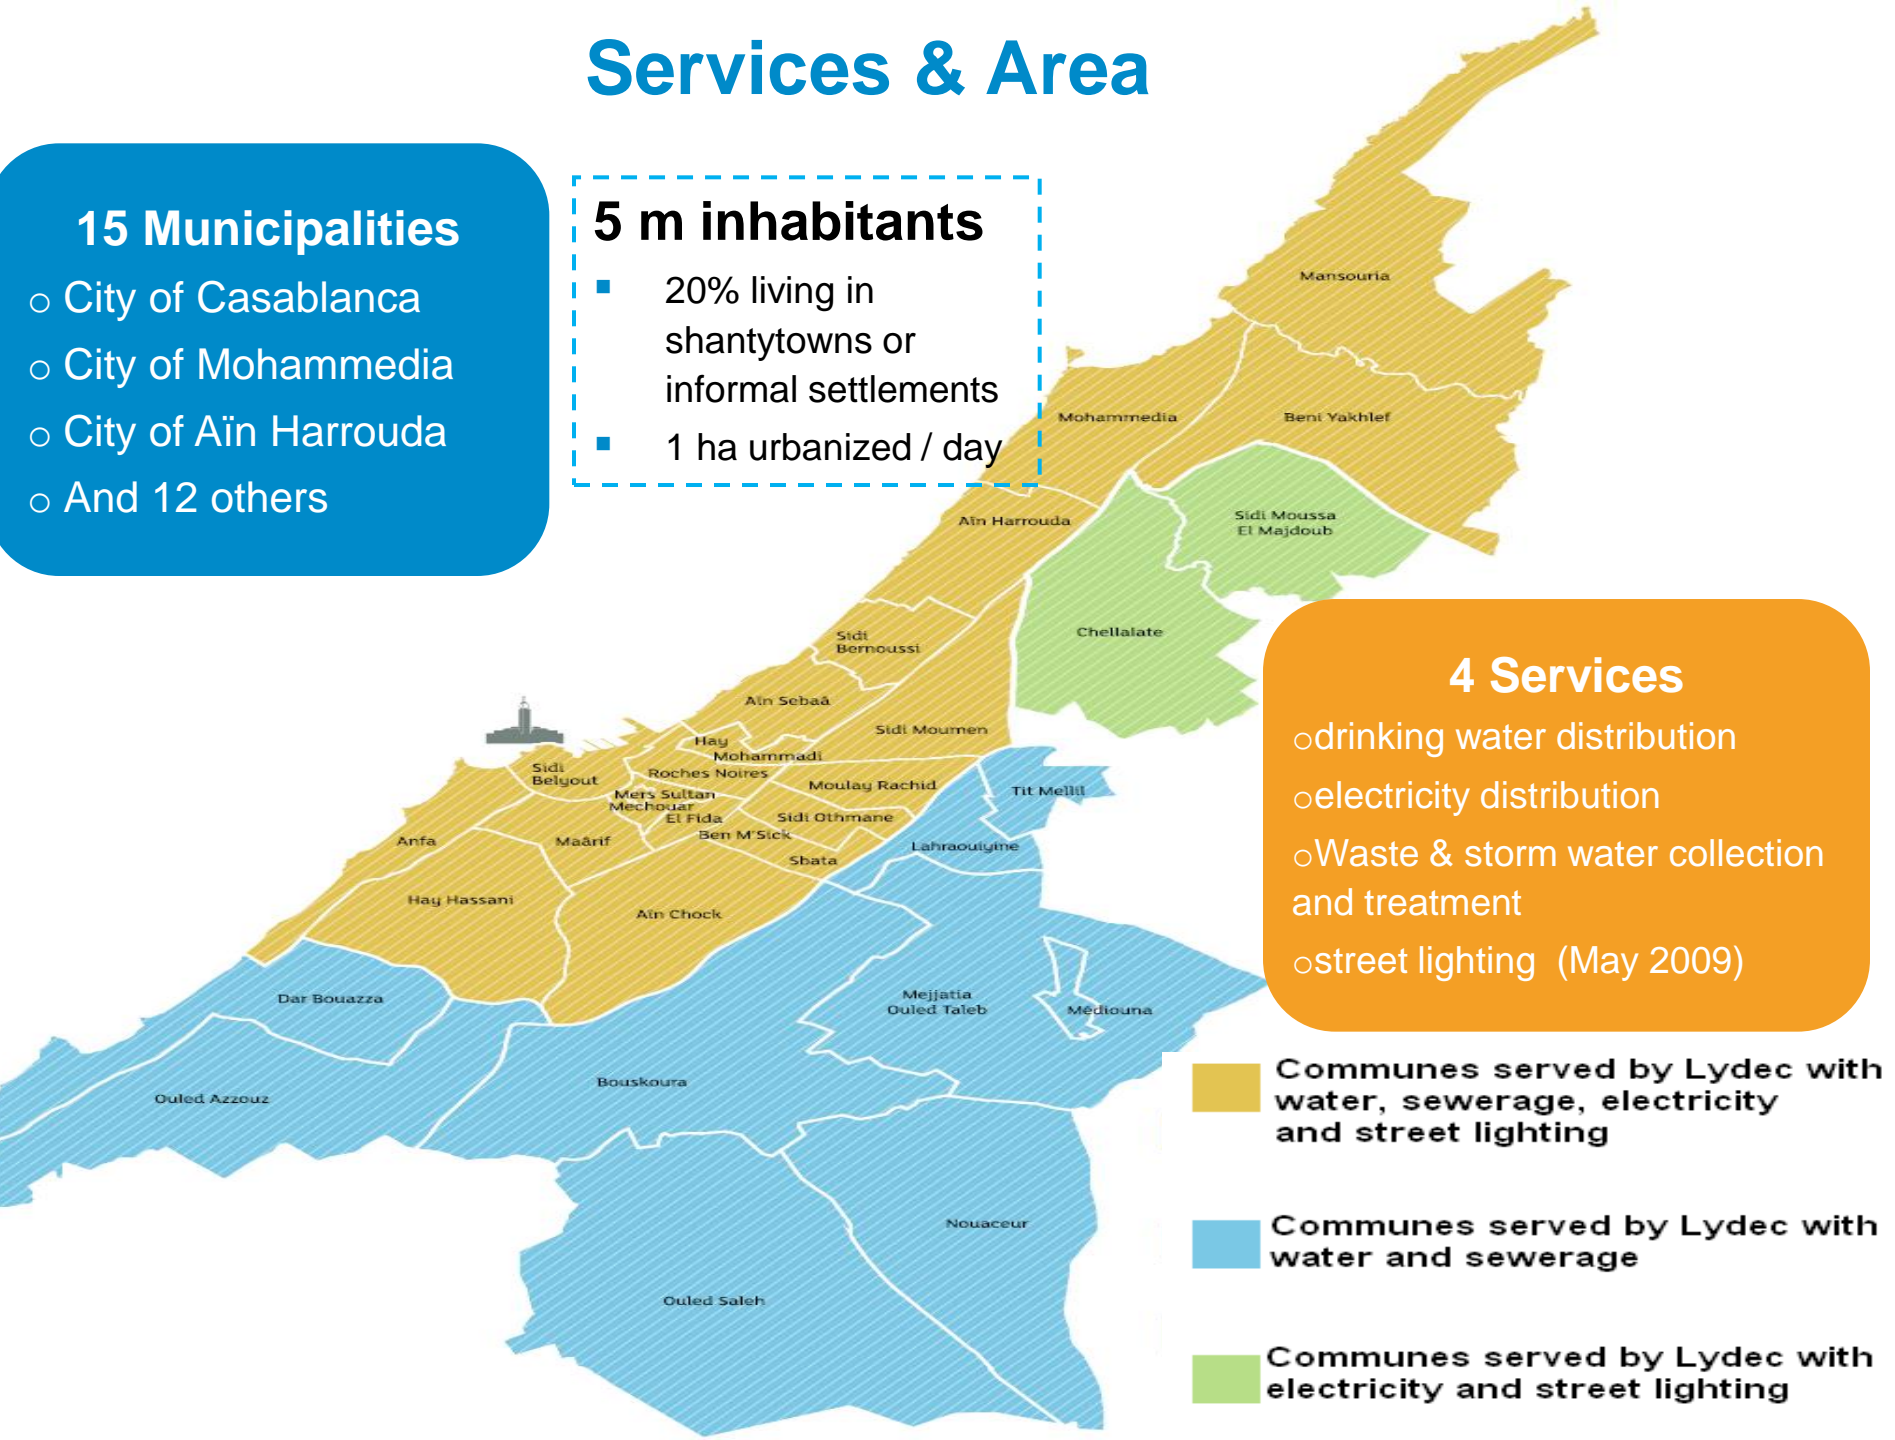 Services & Area
15 Municipalities
o City of Casablanca
o City of Mohammedia
o City of Aïn Harrouda
o And 12 others
5 m inhabitants
▪ 20% living in
shantytowns or
informal settlements
▪ 1 ha urbanized / day
Mansouria
Mohammedia
Beni Yakhlef
Aïn Harrouda
Sidi Moussa
El Majdoub
Chellalate
Sidi
Bernoussi
Aïn Sebaâ
Sidi Moumen
Hay
Mohammadi
Roches Noires
Sidi
Belyout
Moulay Rachid
Mers Sultan
Mechouar
El Fida
Sidi Othmane
Ben M'Sick
Anfa
Maârif
Sbata
Tit Mellil
Lahraouiyine
Hay Hassani
Aïn Chock
Dar Bouazza
Mejjatia
Ouled Taleb
Médiouna
Bouskoura
Ouled Azzouz
Nouaceur
Ouled Saleh
4 Services
odrinking water distribution
oelectricity distribution
oWaste & storm water collection
and treatment
ostreet lighting (May 2009)
Communes served by Lydec with
water, sewerage, electricity
and street lighting
Communes served by Lydec with
water and sewerage
Communes served by Lydec with
electricity and street lighting